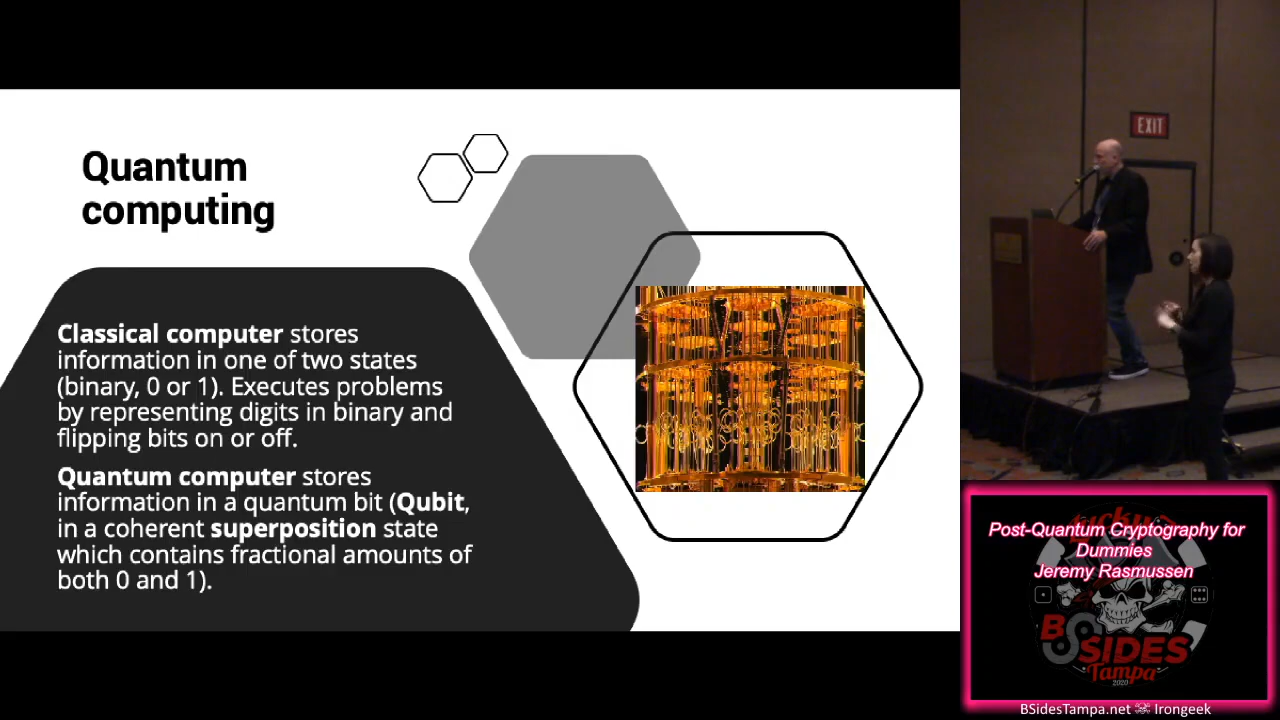 Quantum
computing
Classical computer stores
information in one of two states
(binary, 0 or 1). Executes problems
by representing digits in binary and
flipping bits on or off.
Quantum computer stores
information in a quantum bit (Qubit,
in a coherent superposition state
which contains fractional amounts of
both 0 and 1).
EXIT
Post-Quantum Cryptography for
Dummies
Jeremy Rasmussen
BSIDES
Tampa
2020
BSidesTampa.net Irongeek